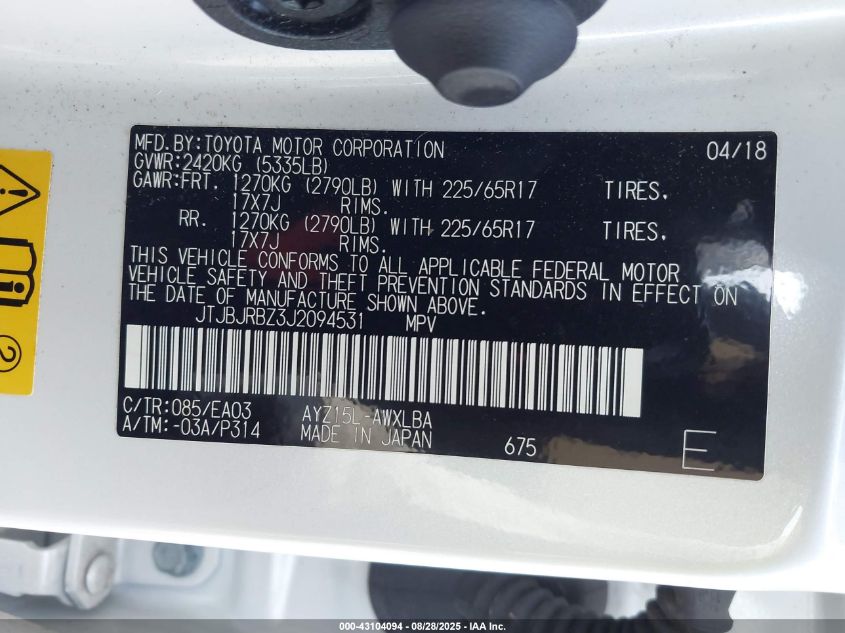 MFD.BY:TOYOTA MOTOR CORPORATION 04/18
GVWR:2420KG (5335LB)
GAWR:FRT. 1270KG (2790LB) WITH 225/65R17 TIRES,
17X7J RIMS.
RR. 1270KG (2790LB) WITH 225/65R17 TIRES,
17X7J RIMS.
THIS VEHICLE CONFORMS TO ALL APPLICABLE FEDERAL MOTOR
VEHICLE SAFETY AND THEFT PREVENTION STANDARDS IN EFFECT ON
THE DATE OF MANUFACTURE SHOWN ABOVE.
JTJBJRBZ3J2094531 MPV
C/TR:085/EA03 AYZ15L-AWXLBA
A/TM:-03A/P314 MADE IN JAPAN 675 E
2
000-43104094 - 08/28/2025 - IAA, Inc.